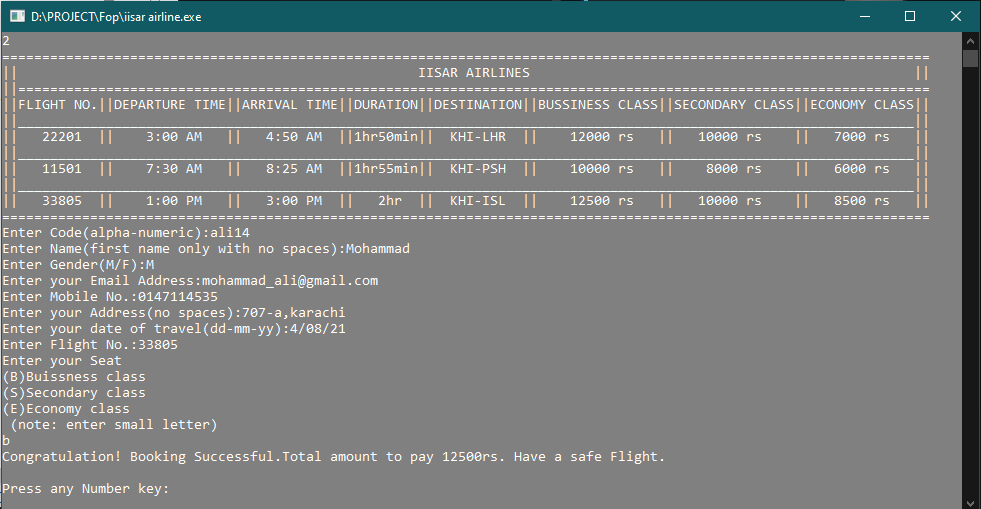 D:\PROJECT\Fop\iisar airline.exe
2
====================================================================================================================
|| IISAR AIRLINES ||
||================================================================================================================||
||FLIGHT NO.||DEPARTURE TIME||ARRIVAL TIME||DURATION||DESTINATION||BUSSINESS CLASS||SECONDARY CLASS||ECONOMY CLASS||
||________________________________________________________________________________________________________________||
|| 22201 || 3:00 AM || 4:50 AM ||1hr50min|| KHI-LHR || 12000 rs || 10000 rs || 7000 rs ||
||________________________________________________________________________________________________________________||
|| 11501 || 7:30 AM || 8:25 AM ||1hr55min|| KHI-PSH || 10000 rs || 8000 rs || 6000 rs ||
||________________________________________________________________________________________________________________||
|| 33805 || 1:00 PM || 3:00 PM || 2hr || KHI-ISL || 12500 rs || 10000 rs || 8500 rs ||
====================================================================================================================
Enter Code(alpha-numeric):ali14
Enter Name(first name only with no spaces):Mohammad
Enter Gender(M/F):M
Enter your Email Address:mohammad_ali@gmail.com
Enter Mobile No.:0147114535
Enter your Address(no spaces):707-a,karachi
Enter your date of travel(dd-mm-yy):4/08/21
Enter Flight No.:33805
Enter your Seat
(B)Buissness class
(S)Secondary class
(E)Economy class
(note: enter small letter)
b
Congratulation! Booking Successful.Total amount to pay 12500rs. Have a safe Flight.
Press any Number key: